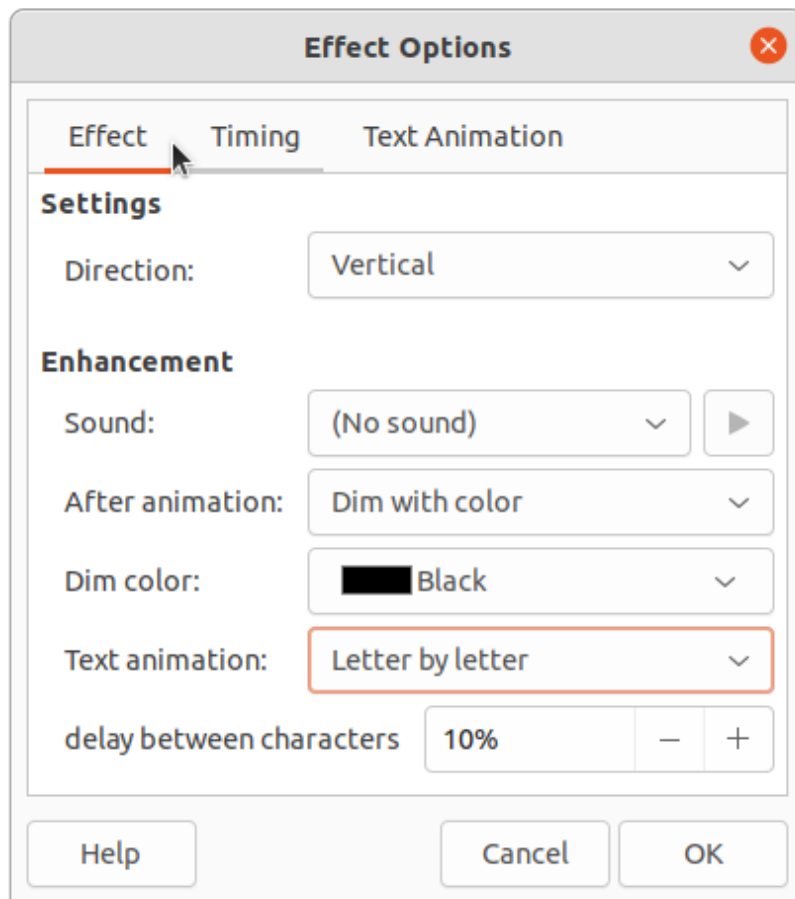 Effect Options
Effect Timing Text Animation
Settings
Direction: Vertical
Enhancement
Sound: (No sound)
After animation: Dim with color
Dim color: Black
Text animation: Letter by letter
delay between characters 10%
Help Cancel OK